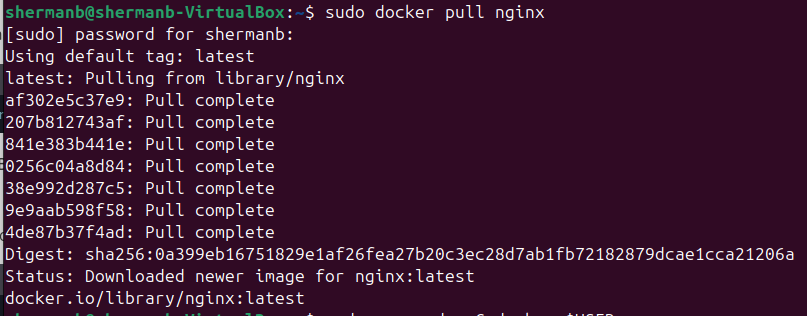 shermanb@shermanb-VirtualBox:~$ sudo docker pull nginx
[sudo] password for shermanb:
Using default tag: latest
latest: Pulling from library/nginx
af302e5c37e9: Pull complete
207b812743af: Pull complete
841e383b441e: Pull complete
0256c04a8d84: Pull complete
38e992d287c5: Pull complete
9e9aab598f58: Pull complete
4de87b37f4ad: Pull complete
Digest: sha256:0a399eb16751829e1af26fea27b20c3ec28d7ab1fb72182879dcae1cca21206a
Status: Downloaded newer image for nginx:latest
docker.io/library/nginx:latest